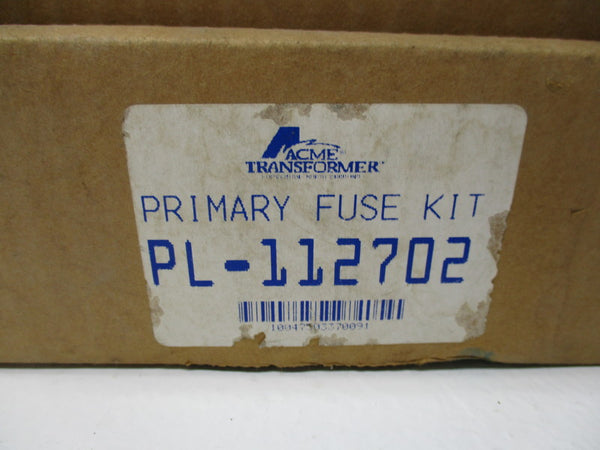 ACME
TRANSFORMER
PRIMARY FUSE KIT
PL-112702